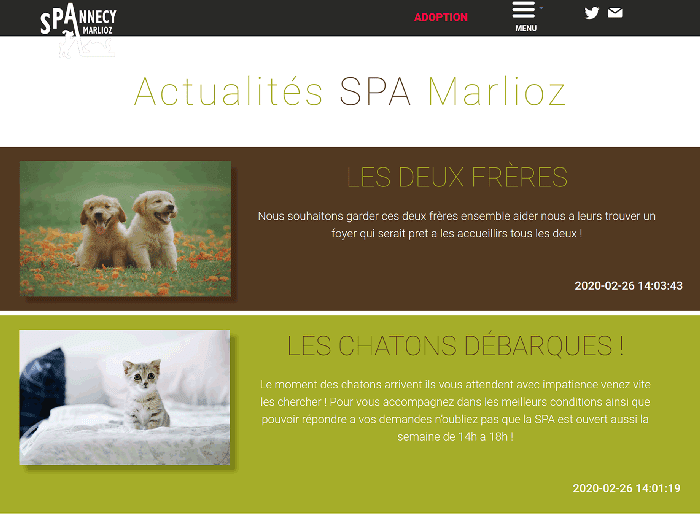 SPANNECY
MARLIOZ
ADOPTION
MENU
Actualités SPA Marlioz
LES DEUX FRÈRES
Nous souhaitons garder ces deux frères ensemble aider nous a leurs trouver un
foyer qui serait pret a les accueillirs tous les deux !
2020-02-26 14:03:43
LES CHATONS DÉBARQUES !
Le moment des chatons arrivent ils vous attendent avec impatience venez vite
les chercher ! Pour vous accompagnez dans les meilleurs conditions ainsi que
pouvoir répondre a vos demandes n'oubliez pas que la SPA est ouvert aussi la
semaine de 14h a 18h !
2020-02-26 14:01:19